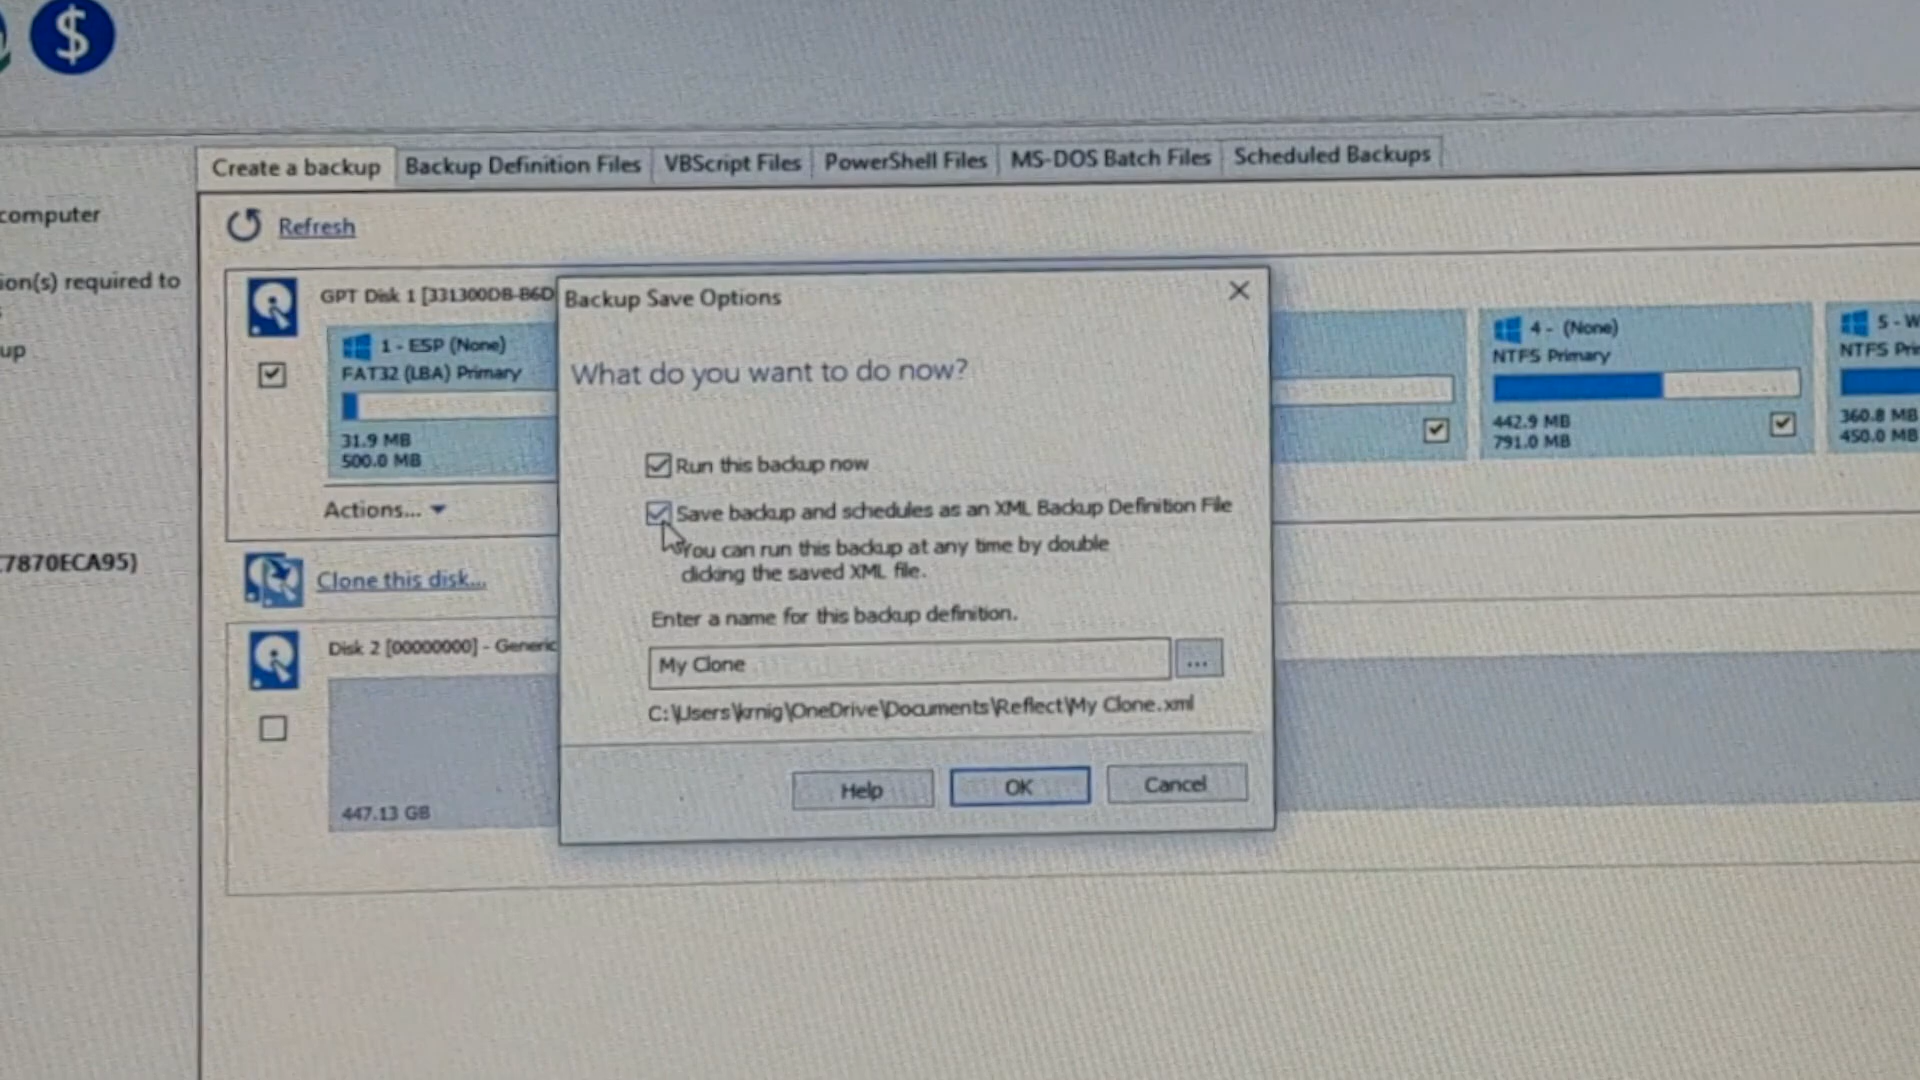 $
Create a backup
Backup Definition Files
VBScript Files
PowerShell Files
MS-DOS Batch Files
Scheduled Backups
computer
ion(s) required to
up
7870ECA95)
Refresh
GPT Disk 1 [331300DB-B6D
1 - ESP (None)
FAT32 (LBA) Primary
31.9 MB
500.0 MB
4 - (None)
NTFS Primary
442.9 MB
791.0 MB
5 - W
NTFS Pri
360.8 MB
450.0 MB
Actions...
Clone this disk...
Disk 2 [00000000] - Generic
447.13 GB
Backup Save Options
What do you want to do now?
Run this backup now
Save backup and schedules as an XML Backup Definition File
You can run this backup at any time by double
clicking the saved XML file.
Enter a name for this backup definition.
My Clone
...
C:\Users\krnig\OneDrive\Documents\Reflect\My Clone.xml
Help
OK
Cancel